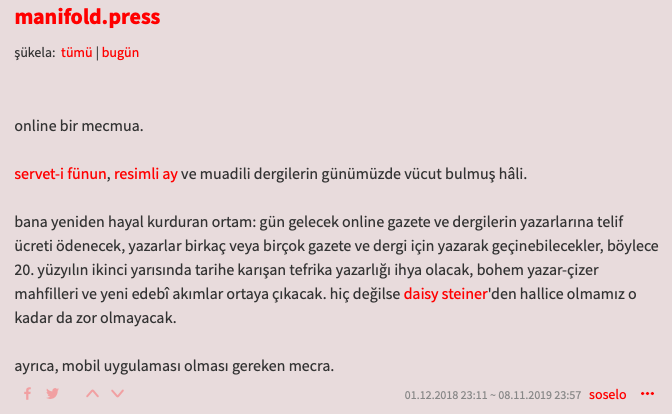 manifold.press
şükela: tümü | bugün
online bir mecmua.
servet-i fünun, resimli ay ve muadili dergilerin günümüzde vücut bulmuş hâli.
bana yeniden hayal kurduran ortam: gün gelecek online gazete ve dergilerin yazarlarına telif
ücreti ödenecek, yazarlar birkaç veya birçok gazete ve dergi için yazarak geçinebilecekler, böylece
20. yüzyılın ikinci yarısında tarihe karışan tefrika yazarlığı ihya olacak, bohem yazar-çizer
mahfilleri ve yeni edebî akımlar ortaya çıkacak. hiç değilse daisy steiner'den hallice olmamız o
kadar da zor olmayacak.
ayrıca, mobil uygulaması olması gereken mecra.
01.12.2018 23:11 ~ 08.11.2019 23:57 soselo